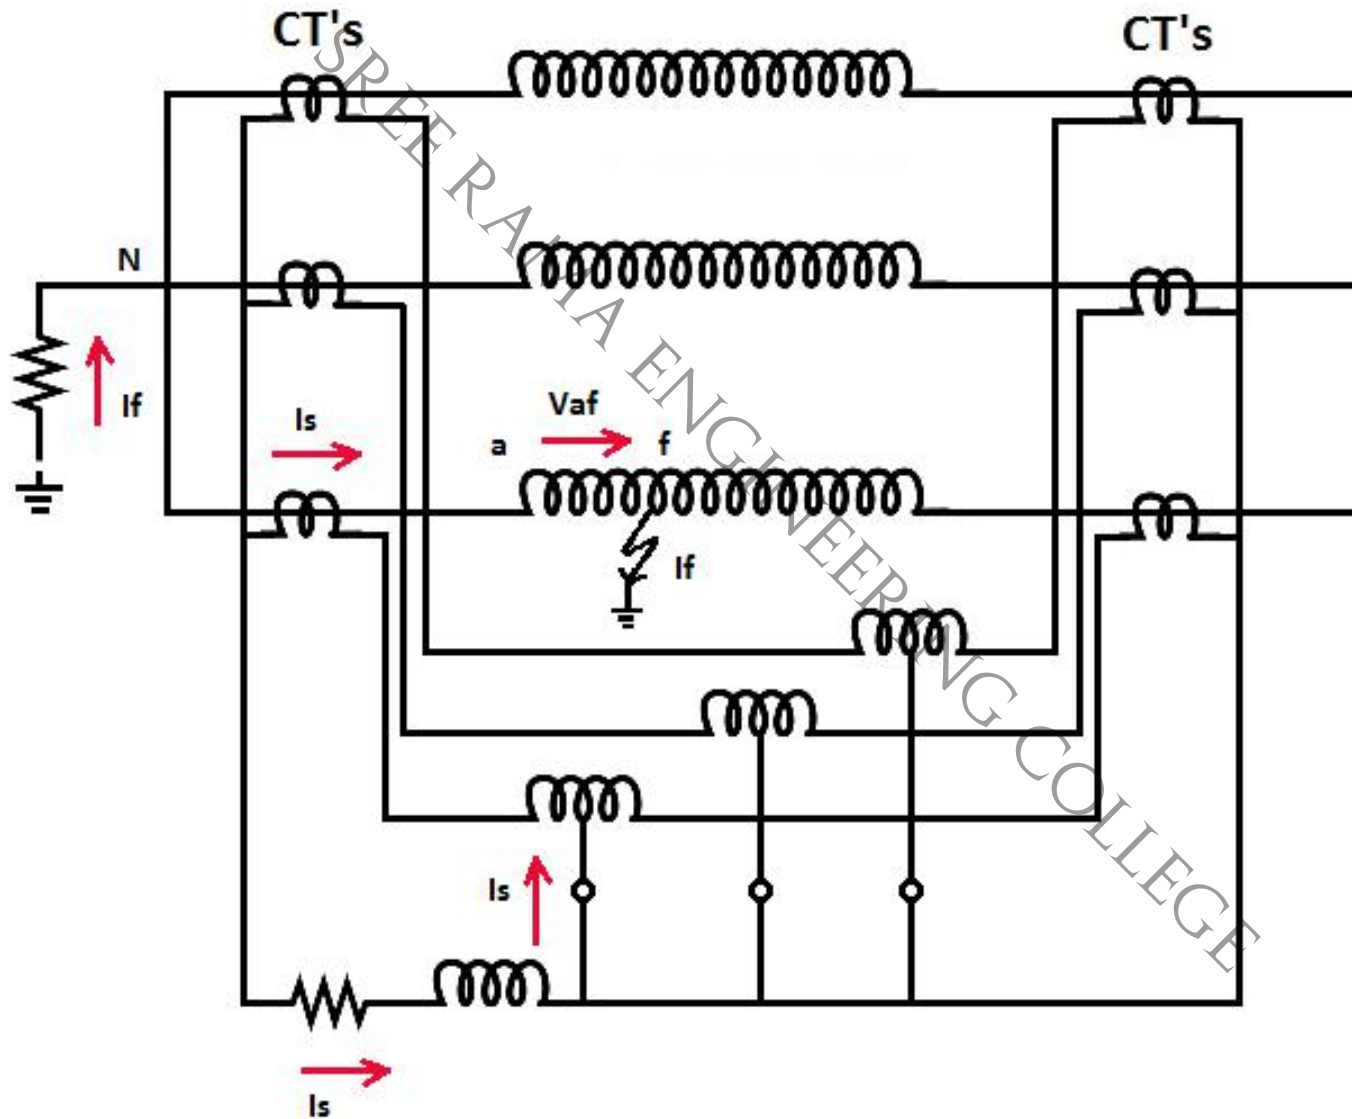 CT's
CT's
SREE RAMA ENGINEERING COLLEGE
N
If
Is
Vaf
a
f
If
Is
Is